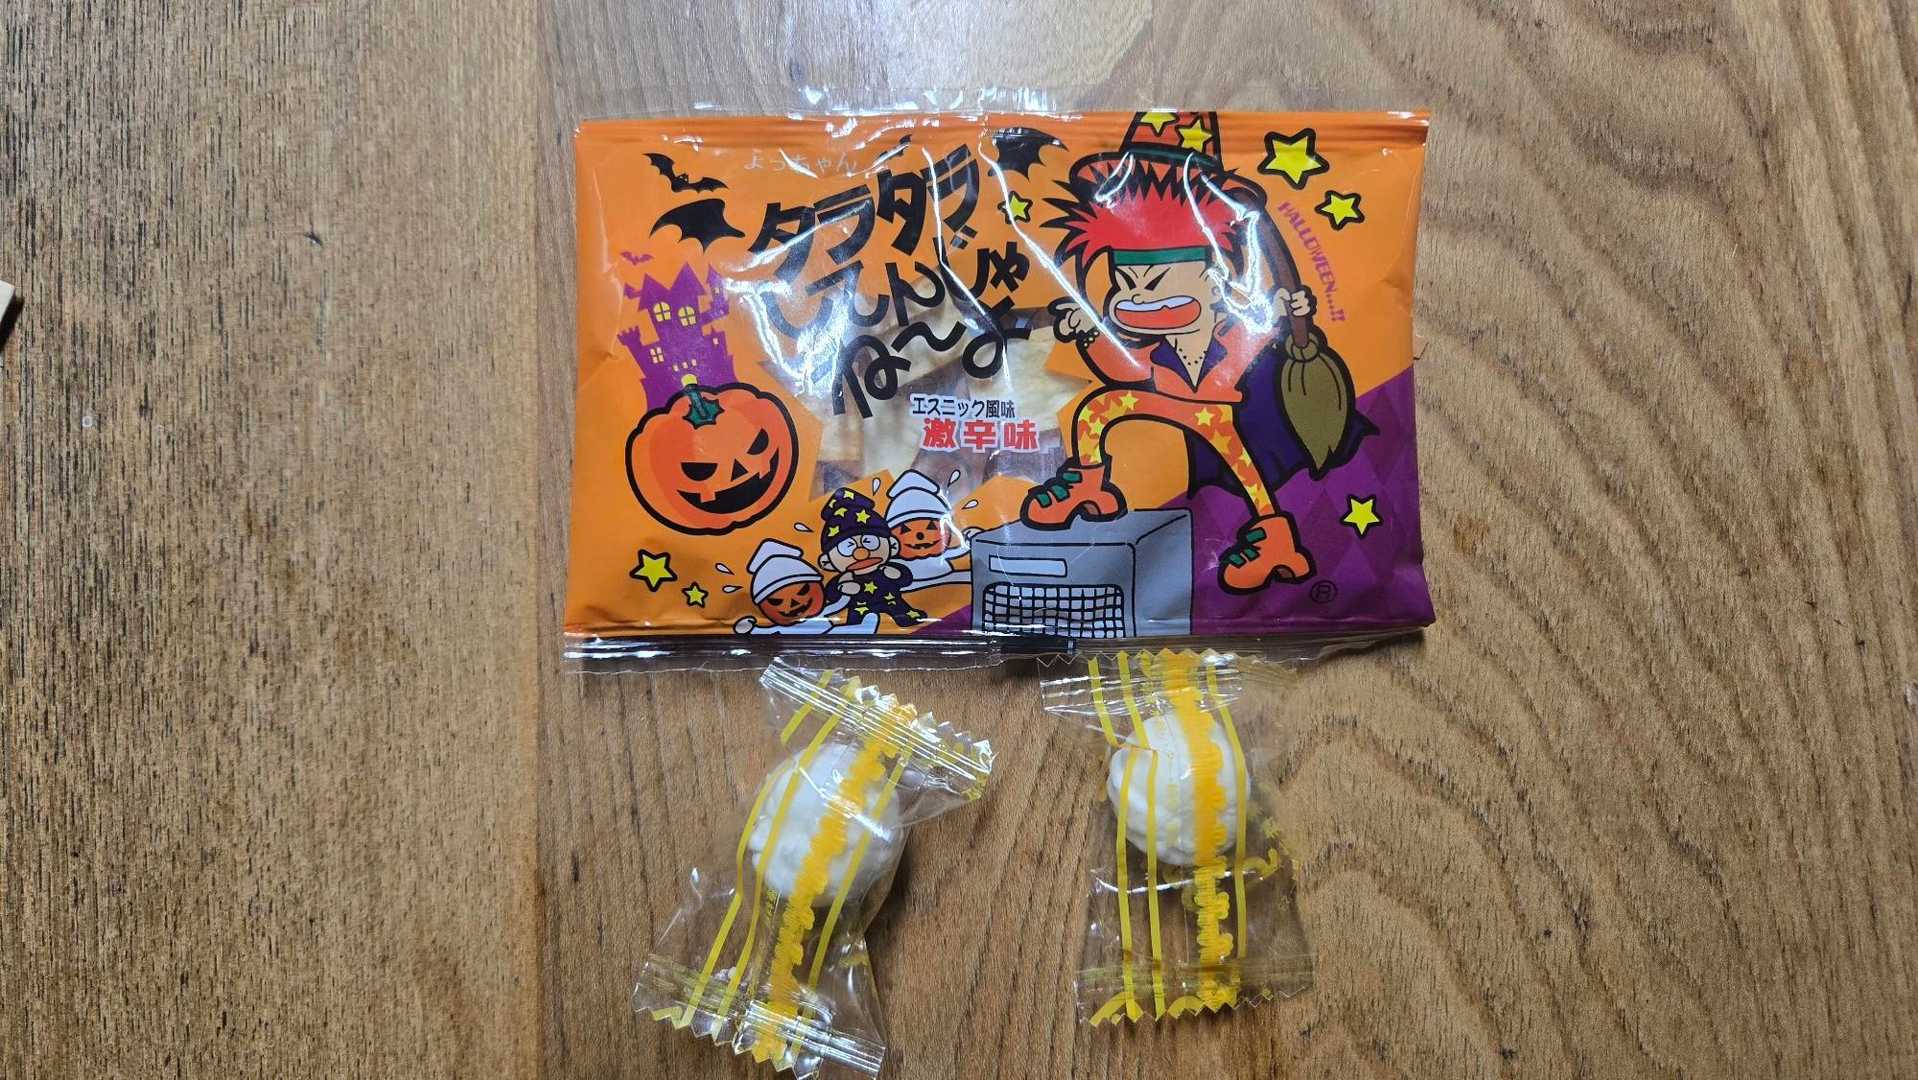 よっちゃん
タラタラ
してんじゃ
ね〜よ
エスニック風味
激辛味
HALLOWEEN...!!
®